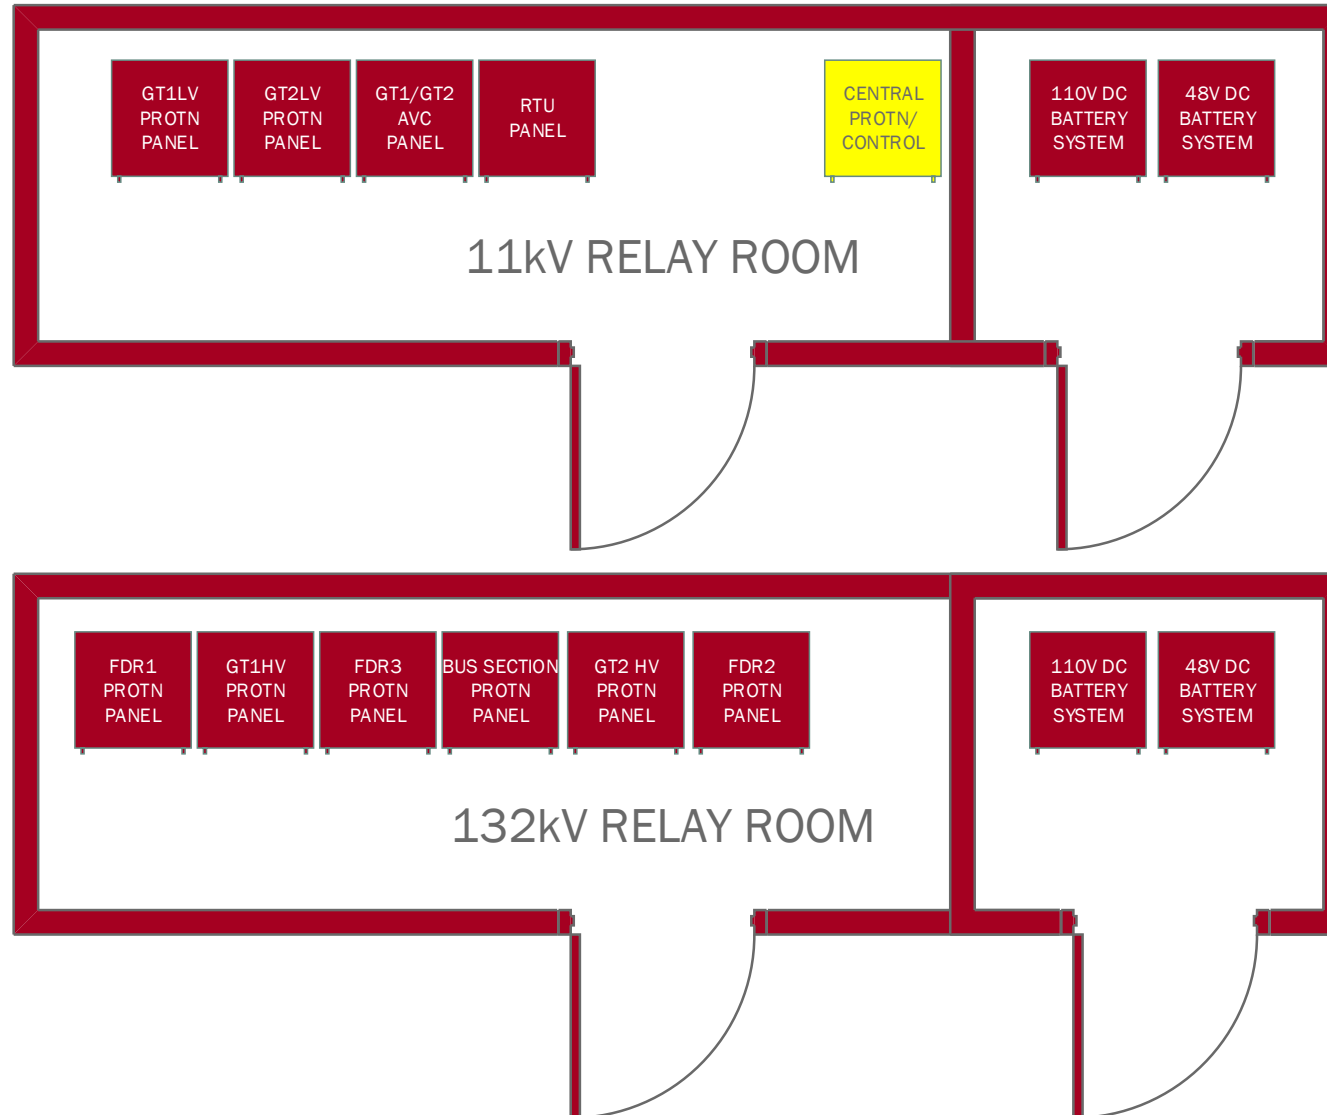 GT1LV
PROTN
PANEL
GT2LV
PROTN
PANEL
GT1/GT2
AVC
PANEL
RTU
PANEL
CENTRAL
PROTN/
CONTROL
110V DC
BATTERY
SYSTEM
48V DC
BATTERY
SYSTEM
11kV RELAY ROOM
FDR1
PROTN
PANEL
GT1HV
PROTN
PANEL
FDR3
PROTN
PANEL
BUS SECTION
PROTN
PANEL
GT2 HV
PROTN
PANEL
FDR2
PROTN
PANEL
110V DC
BATTERY
SYSTEM
48V DC
BATTERY
SYSTEM
132kV RELAY ROOM